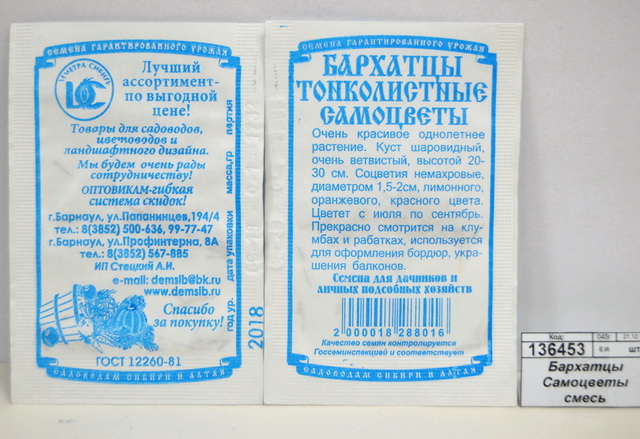 СЕМЕНА ГАРАНТИРОВАННОГО УРОЖАЯ
ДЕМЕТРА СИБИРЬ
Лучший
ассортимент-
по выгодной
цене!
Товары для садоводов,
цветоводов и
ландшафтного дизайна.
Мы будем очень рады
сотрудничеству!
ОПТОВИКАМ-гибкая
система скидок!
г.Барнаул, ул.Папанинцев,194/4
тел.: 8(3852) 500-636, 99-77-47
г.Барнаул, ул.Профинтерна, 8А
тел.: 8(3852) 567-885
ИП Стецкий А.И.
e-mail: demsib@bk.ru
www.demsib.ru
Спасибо
за покупку!
ГОСТ 12260-81
САДОВОДАМ СИБИРИ И АЛТАЯ
партия
масса,гр
дата упаковки
год ур.
2018
СЕМЕНА ГАРАНТИРОВАННОГО УРОЖАЯ
БАРХАТЦЫ
ТОНКОЛИСТНЫЕ
САМОЦВЕТЫ
Очень красивое однолетнее
растение. Куст шаровидный,
очень ветвистый, высотой 20-
30 см. Соцветия немахровые,
диаметром 1,5-2см, лимонного,
оранжевого, красного цвета.
Цветет с июля по сентябрь.
Прекрасно смотрится на клу-
мбах и рабатках, используется
для оформления бордюр, укра-
шения балконов.
Семена для дачников и
личных подсобных хозяйств
2 000018 288016
Качество семян контролируется
Госсеминспекцией и соответствует
САДОВОДАМ СИБИРИ И АЛТАЯ
Код:
136453
Е.И.
шт
Бархатцы
Самоцветы
смесь